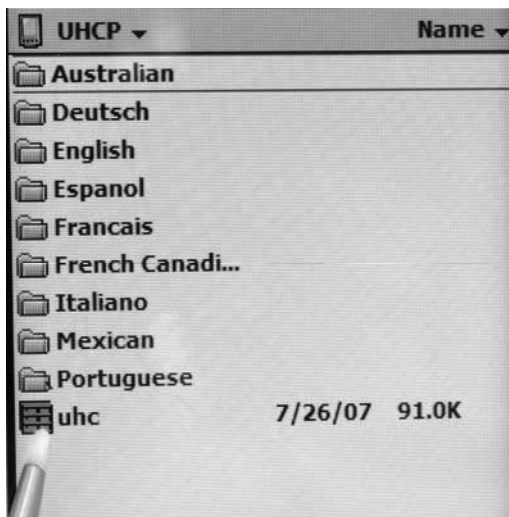 UHCP Name
Australian
Deutsch
English
Espanol
Francais
French Canadi...
Italiano
Mexican
Portuguese
uhc 7/26/07 91.0K